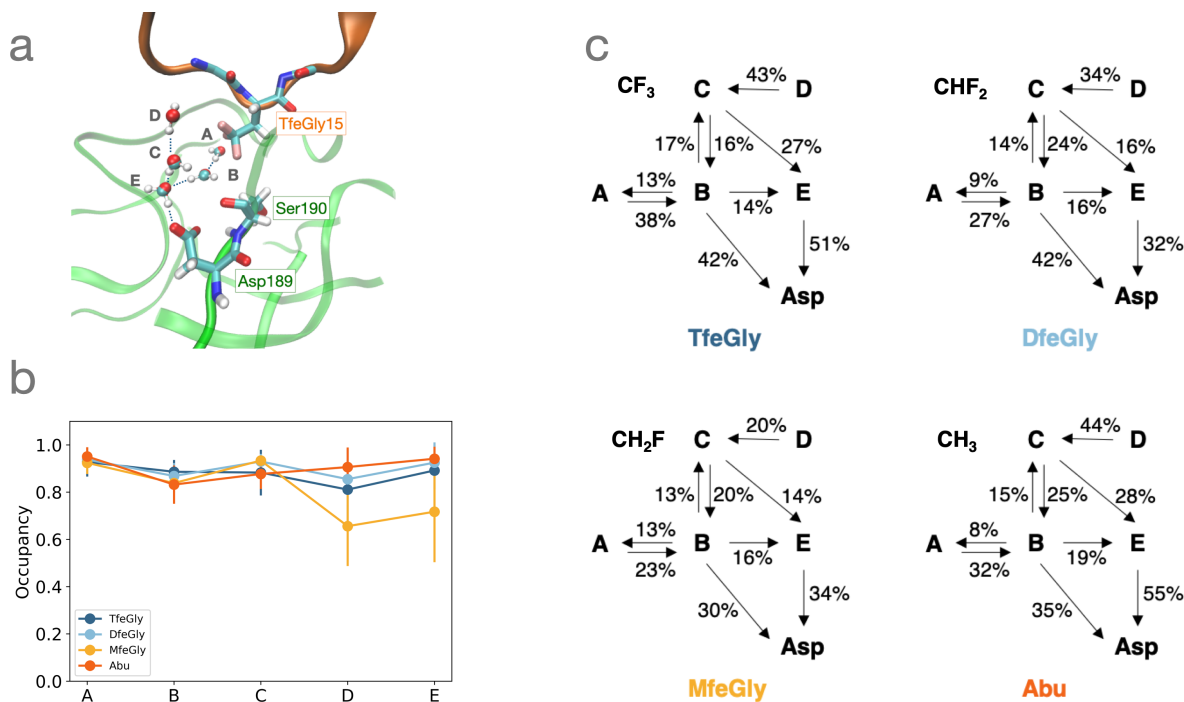 a
D
A
TfeGly15
C
E
B
Ser190
Asp189
b
Occupancy
1.0
0.8
0.6
0.4
0.2
0.0
TfeGly
DfeGly
MfeGly
Abu
A B C D E
c
CF3
C 43% D
17% 16% 27%
A 13% B E
38% 14%
42% 51%
Asp
TfeGly
CHF2
C 34% D
14% 24% 16%
A 9% B E
27% 16%
42% 32%
Asp
DfeGly
CH2F
C 20% D
13% 20% 14%
A 13% B E
23% 16%
30% 34%
Asp
MfeGly
CH3
C 44% D
15% 25% 28%
A 8% B E
32% 19%
35% 55%
Asp
Abu